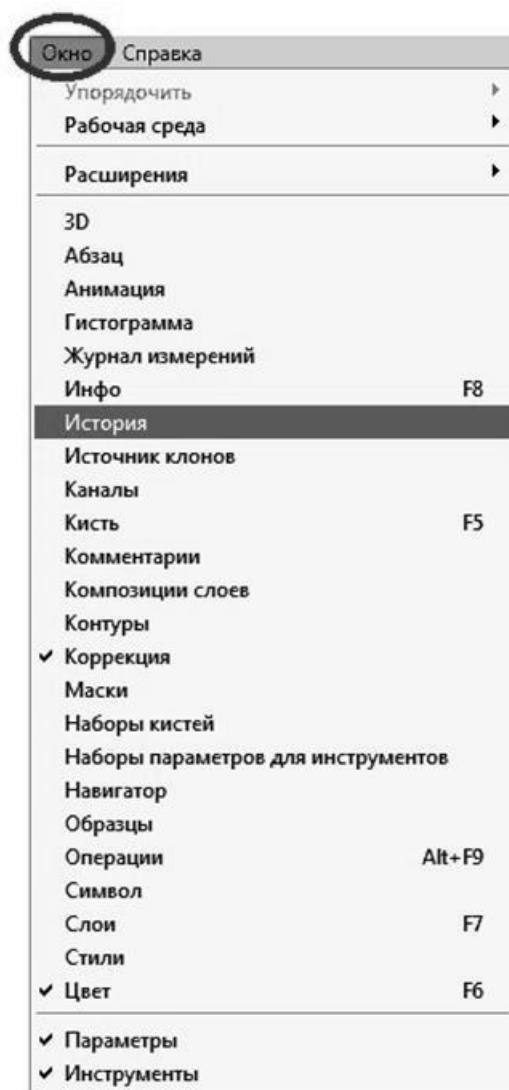 Окно Справка
Упорядочить
Рабочая среда
Расширения
3D
Абзац
Анимация
Гистограмма
Журнал измерений
Инфо F8
История
Источник клонов
Каналы
Кисть F5
Комментарии
Композиции слоев
Контуры
Коррекция
Маски
Наборы кистей
Наборы параметров для инструментов
Навигатор
Образцы
Операции Alt+F9
Символ
Слои F7
Стили
Цвет F6
Параметры
Инструменты